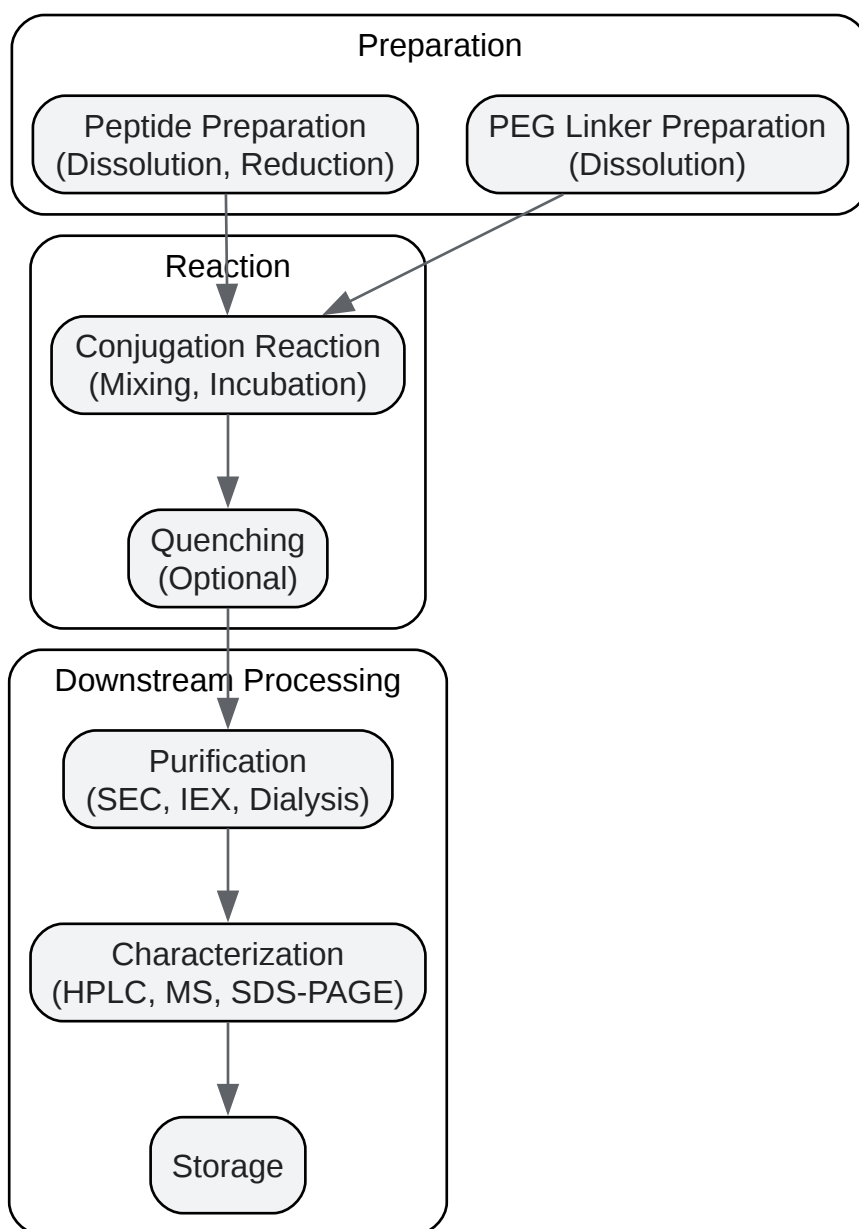 Preparation
Peptide Preparation
(Dissolution, Reduction)
PEG Linker Preparation
(Dissolution)
Reaction
Conjugation Reaction
(Mixing, Incubation)
Quenching
(Optional)
Downstream Processing
Purification
(SEC, IEX, Dialysis)
Characterization
(HPLC, MS, SDS-PAGE)
Storage